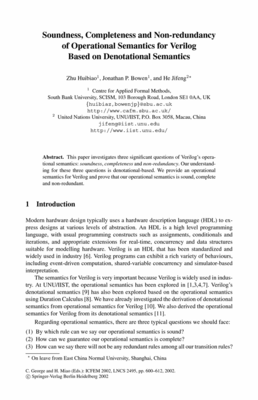 Soundness, Completeness and Non-redundancy
of Operational Semantics for Verilog
Based on Denotational Semantics
Zhu Huibiao¹, Jonathan P. Bowen¹, and He Jifeng²*
¹ Centre for Applied Formal Methods,
South Bank University, SCISM, 103 Borough Road, London SE1 0AA, UK
{huibiaz,bowenjp}@sbu.ac.uk
http://www.cafm.sbu.ac.uk/
² United Nations University, UNU/IIST, P.O. Box 3058, Macau, China
jifeng@iist.unu.edu
http://www.iist.unu.edu/
Abstract. This paper investigates three significant questions of Verilog's opera-
tional semantics: soundness, completeness and non-redundancy. Our understand-
ing for these three questions is denotational-based. We provide an operational
semantics for Verilog and prove that our operational semantics is sound, complete
and non-redundant.
1 Introduction
Modern hardware design typically uses a hardware description language (HDL) to ex-
press designs at various levels of abstraction. An HDL is a high level programming
language, with usual programming constructs such as assignments, conditionals and
iterations, and appropriate extensions for real-time, concurrency and data structures
suitable for modelling hardware. Verilog is an HDL that has been standardized and
widely used in industry [6]. Verilog programs can exhibit a rich variety of behaviours,
including event-driven computation, shared-variable concurrency and simulator-based
interpretation.
The semantics for Verilog is very important because Verilog is widely used in indus-
try. At UNU/IIST, the operational semantics has been explored in [1,3,4,7]. Verilog's
denotational semantics [9] has also been explored based on the operational semantics
using Duration Calculus [8]. We have already investigated the derivation of denotational
semantics from operational semantics for Verilog [10]. We also derived the operational
semantics for Verilog from its denotational semantics [11].
Regarding operational semantics, there are three typical questions we should face:
(1) By which rule can we say our operational semantics is sound?
(2) How can we guarantee our operational semantics is complete?
(3) How can we say there will not be any redundant rules among all our transition rules?
* On leave from East China Normal University, Shanghai, China
C. George and H. Miao (Eds.): ICFEM 2002, LNCS 2495, pp. 600–612, 2002.
© Springer-Verlag Berlin Heidelberg 2002